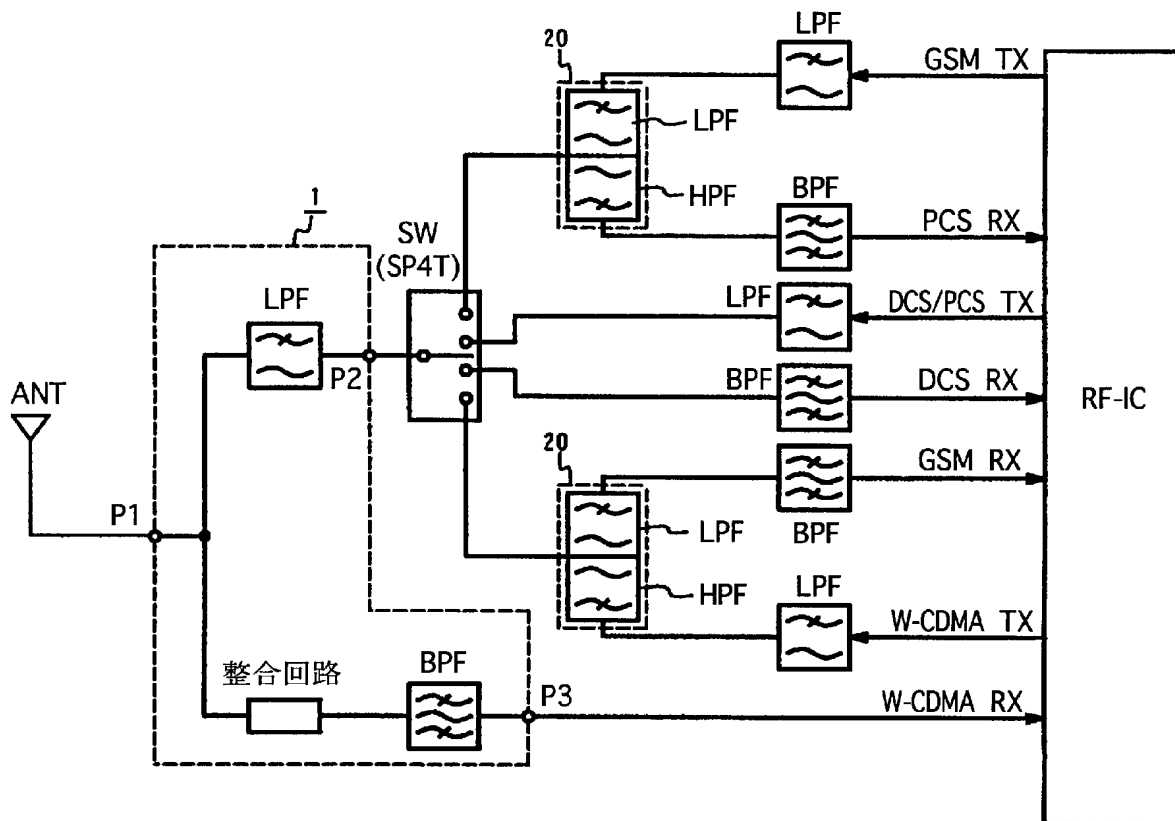 LPF
20
GSM TX
LPF
HPF
BPF
PCS RX
1
SW
(SP4T)
LPF
LPF
DCS/PCS TX
P2
BPF
DCS RX
RF-IC
ANT
20
GSM RX
P1
LPF
BPF
HPF
LPF
W-CDMA TX
整合回路
BPF
P3
W-CDMA RX